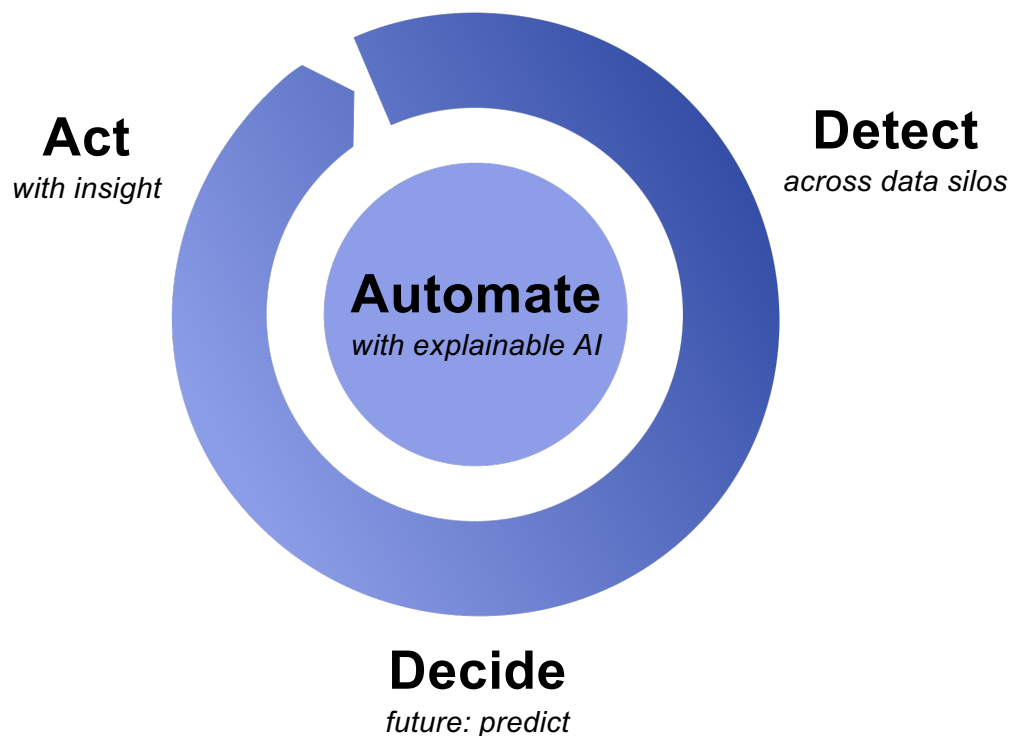 Act
with insight
Detect
across data silos
Automate
with explainable AI
Decide
future: predict